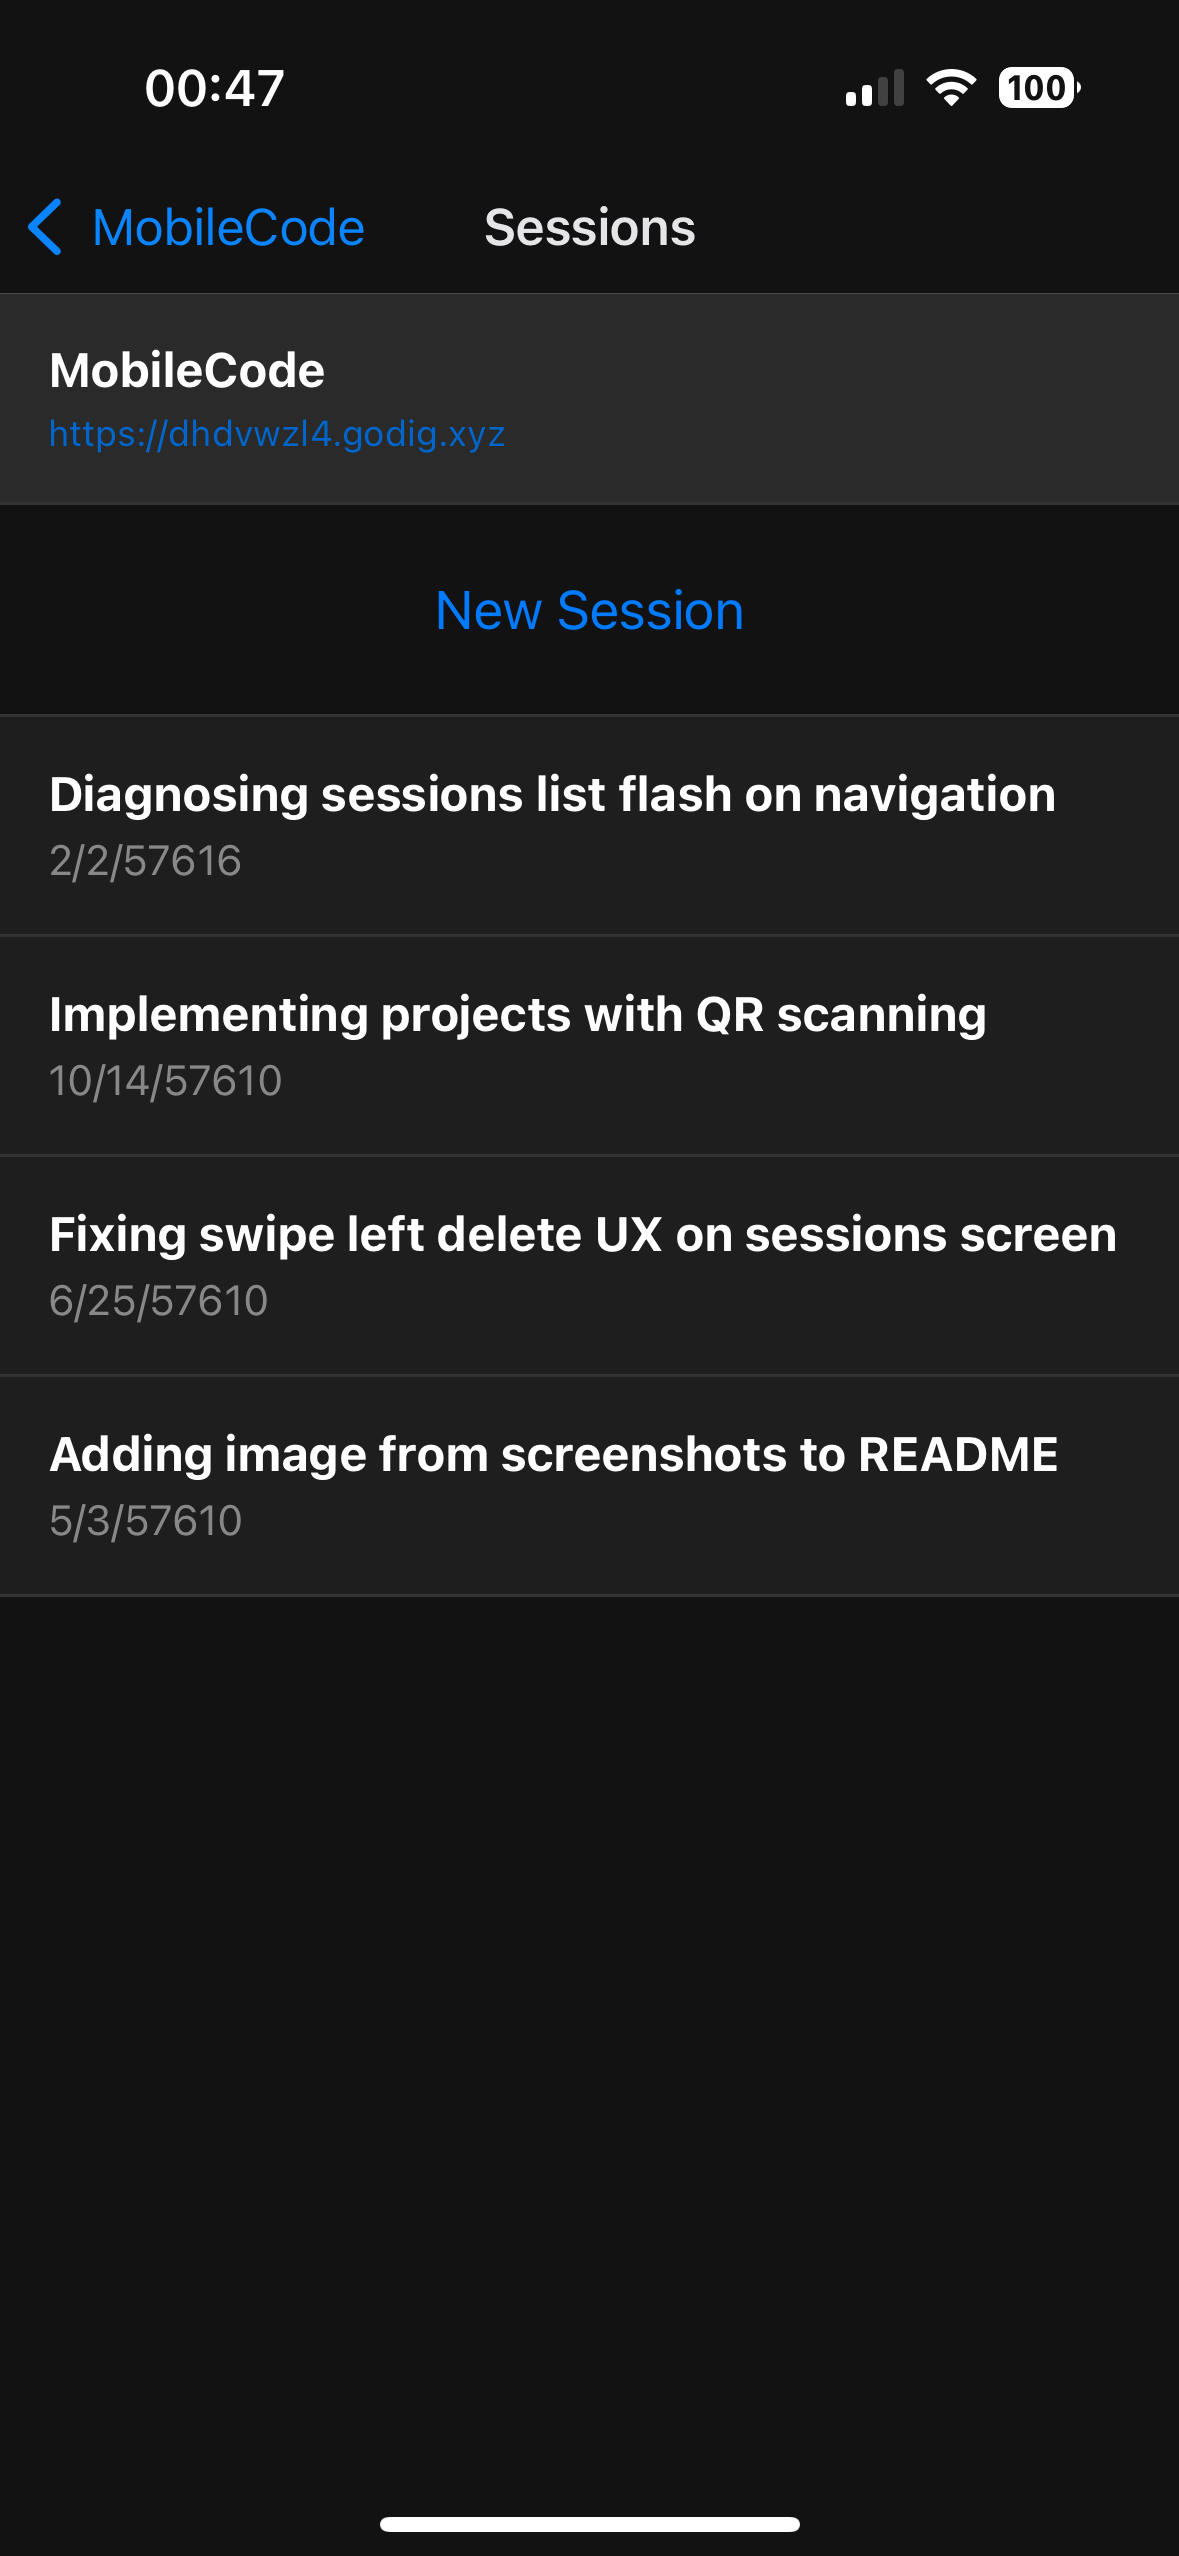 00:47
100
MobileCode
Sessions
MobileCode
https://dhdvwzl4.godig.xyz
New Session
Diagnosing sessions list flash on navigation
2/2/57616
Implementing projects with QR scanning
10/14/57610
Fixing swipe left delete UX on sessions screen
6/25/57610
Adding image from screenshots to README
5/3/57610